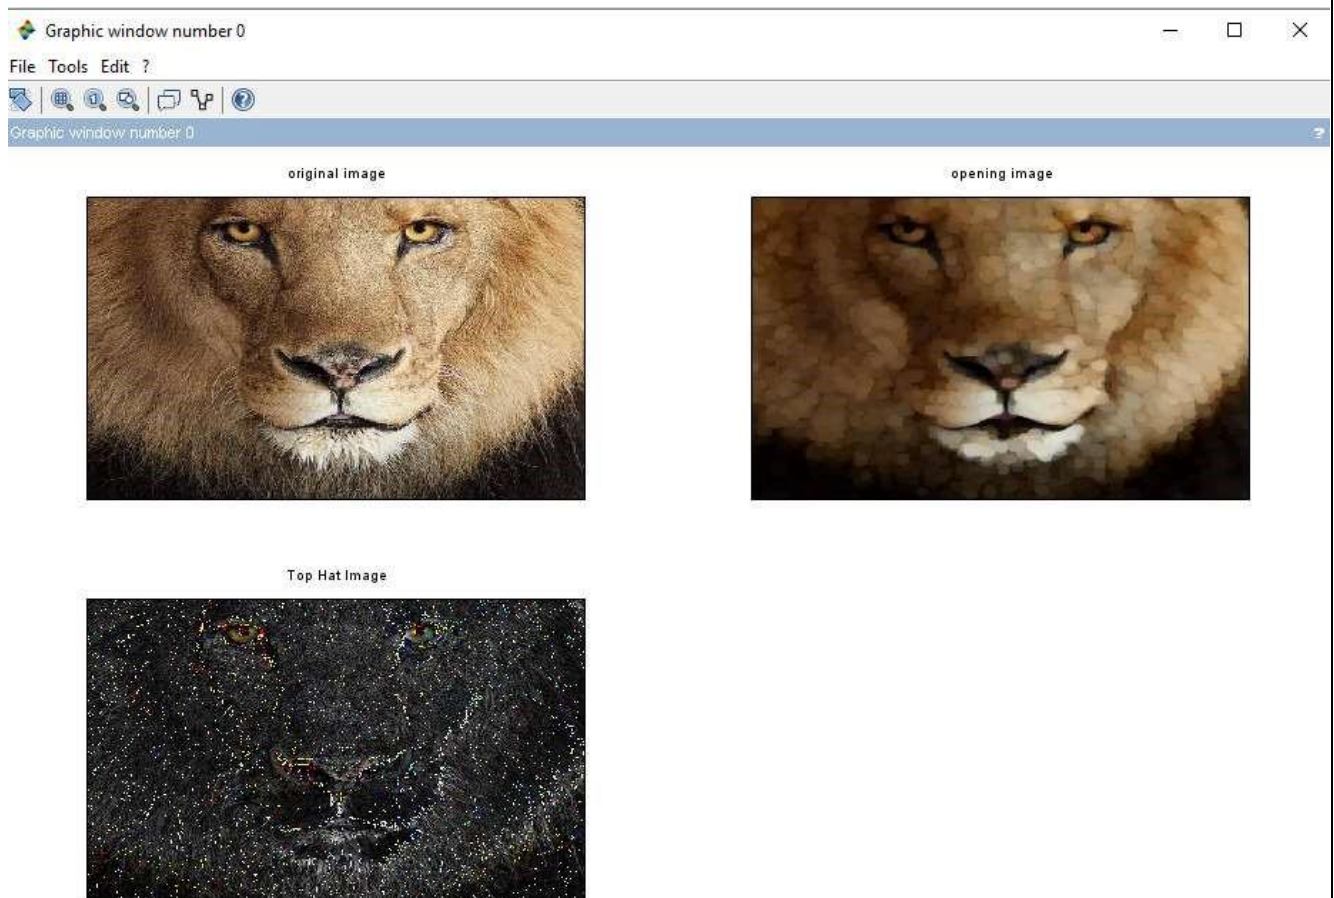 Graphic window number 0
File Tools Edit ?
Graphic window number 0 ?
original image
opening image
Top Hat Image